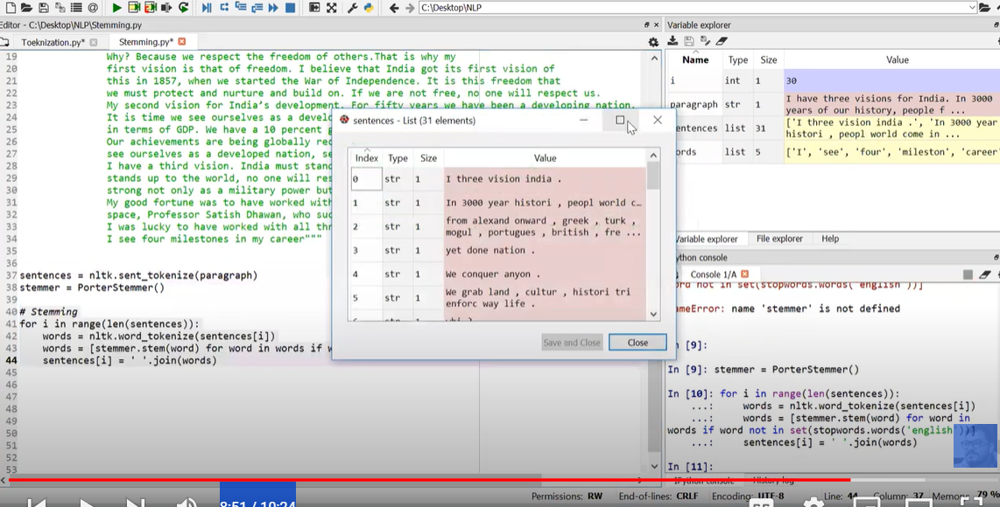 C:\Desktop\NLP
Editor - C:\Desktop\NLP\Stemming.py
Toeknization.py*
Stemming.py*
19 Why? Because we respect the freedom of others.That is why my
20 first vision is that of freedom. I believe that India got its first vision of
21 this in 1857, when we started the War of Independence. It is this freedom that
22 we must protect and nurture and build on. If we are not free, no one will respect us.
23 My second vision for India's development. For fifty years we have been a developing nation.
24 It is time we see ourselves as a
25 in terms of GDP. We have a 10 percent
26 Our achievements are being globally
27 see ourselves as a developed nation,
28 I have a third vision. India must
29 stands up to the world, no one will
30 strong not only as a military power
31 My good fortune was to have worked
32 space, Professor Satish Dhawan, who
33 I was lucky to have worked with all
34 I see four milestones in my career"""
35
36
37 sentences = nltk.sent_tokenize(paragraph)
38 stemmer = PorterStemmer()
39
40 # Stemming
41 for i in range(len(sentences)):
42 words = nltk.word_tokenize(sentences[i])
43 words = [stemmer.stem(word) for word in words if
44 sentences[i] = ' '.join(words)
45
46
47
48
49
50
51
52
53
sentences - List (31 elements)
Index Type Size Value
0 str 1 I three vision india .
1 str 1 In 3000 year histori , peopl world c…
2 str 1 from alexand onward , greek , turk ,
mogul , portugues , british , fre ...
3 str 1 yet done nation .
4 str 1 We conquer anyon .
5 str 1 We grab land , cultur , histori tri
enforc way life .
Save and Close
Close
Variable explorer
Name Type Size Value
i int 1 30
paragraph str 1 I have three visions for India. In 3000
years of our history, people f ...
sentences list 31 ['I three vision india .', 'In 3000 year
histori , peopl world come in ...
words list 5 ['I', 'see', 'four', 'mileston', 'career'
Variable explorer
File explorer
Help
IPython console
Console 1/A
word not in set(stopwords.words('english'))]
NameError: name 'stemmer' is not defined
In [9]:
In [9]: stemmer = PorterStemmer()
In [10]: for i in range(len(sentences)):
...: words = nltk.word_tokenize(sentences[i])
...: words = [stemmer.stem(word) for word in
words if word not in set(stopwords.words('english'))]
...: sentences[i] = ' '.join(words)
In [11]:
IPython console
History log
8:51 / 10:24
Permissions: RW End-of-lines: CRLF Encoding: UTF-8 Line: 44 Column: 37 Memory: 79 %